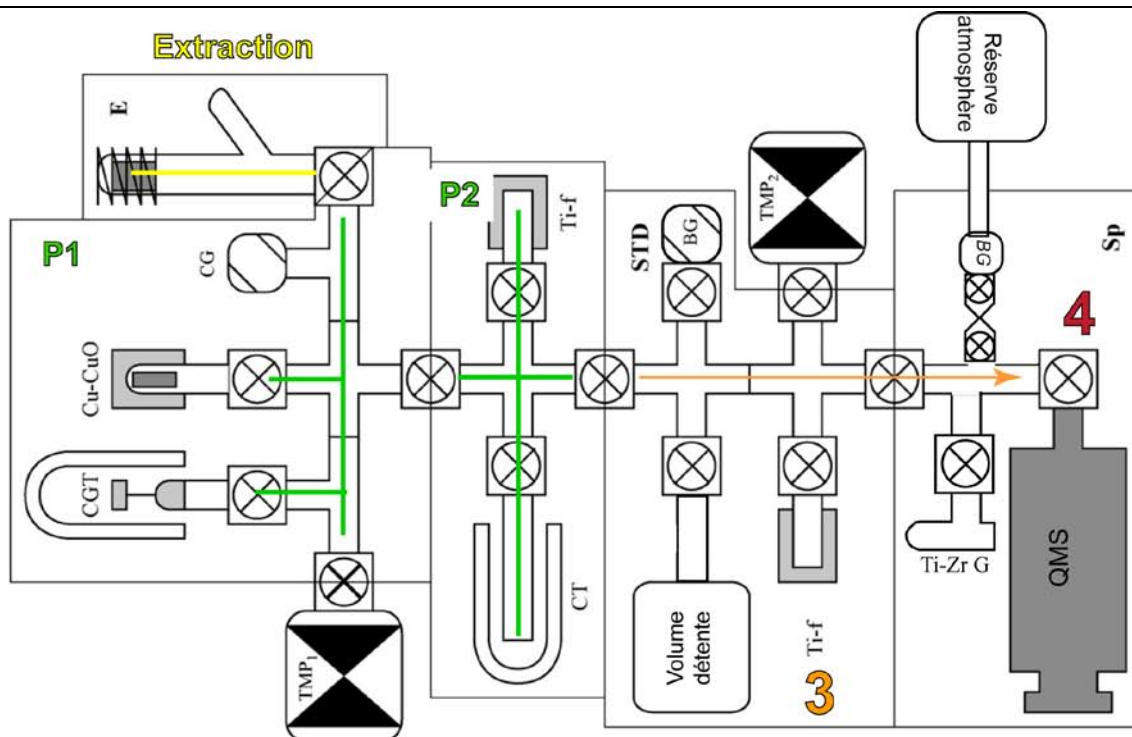 Extraction
E
P1
CG
Cu-CuO
CGT
TMP1
P2
Ti-f
CT
STD
BG
Volume
détente
TMP2
Ti-f
3
Réserve
atmosphère
BG
Sp
4
Ti-Zr G
QMS